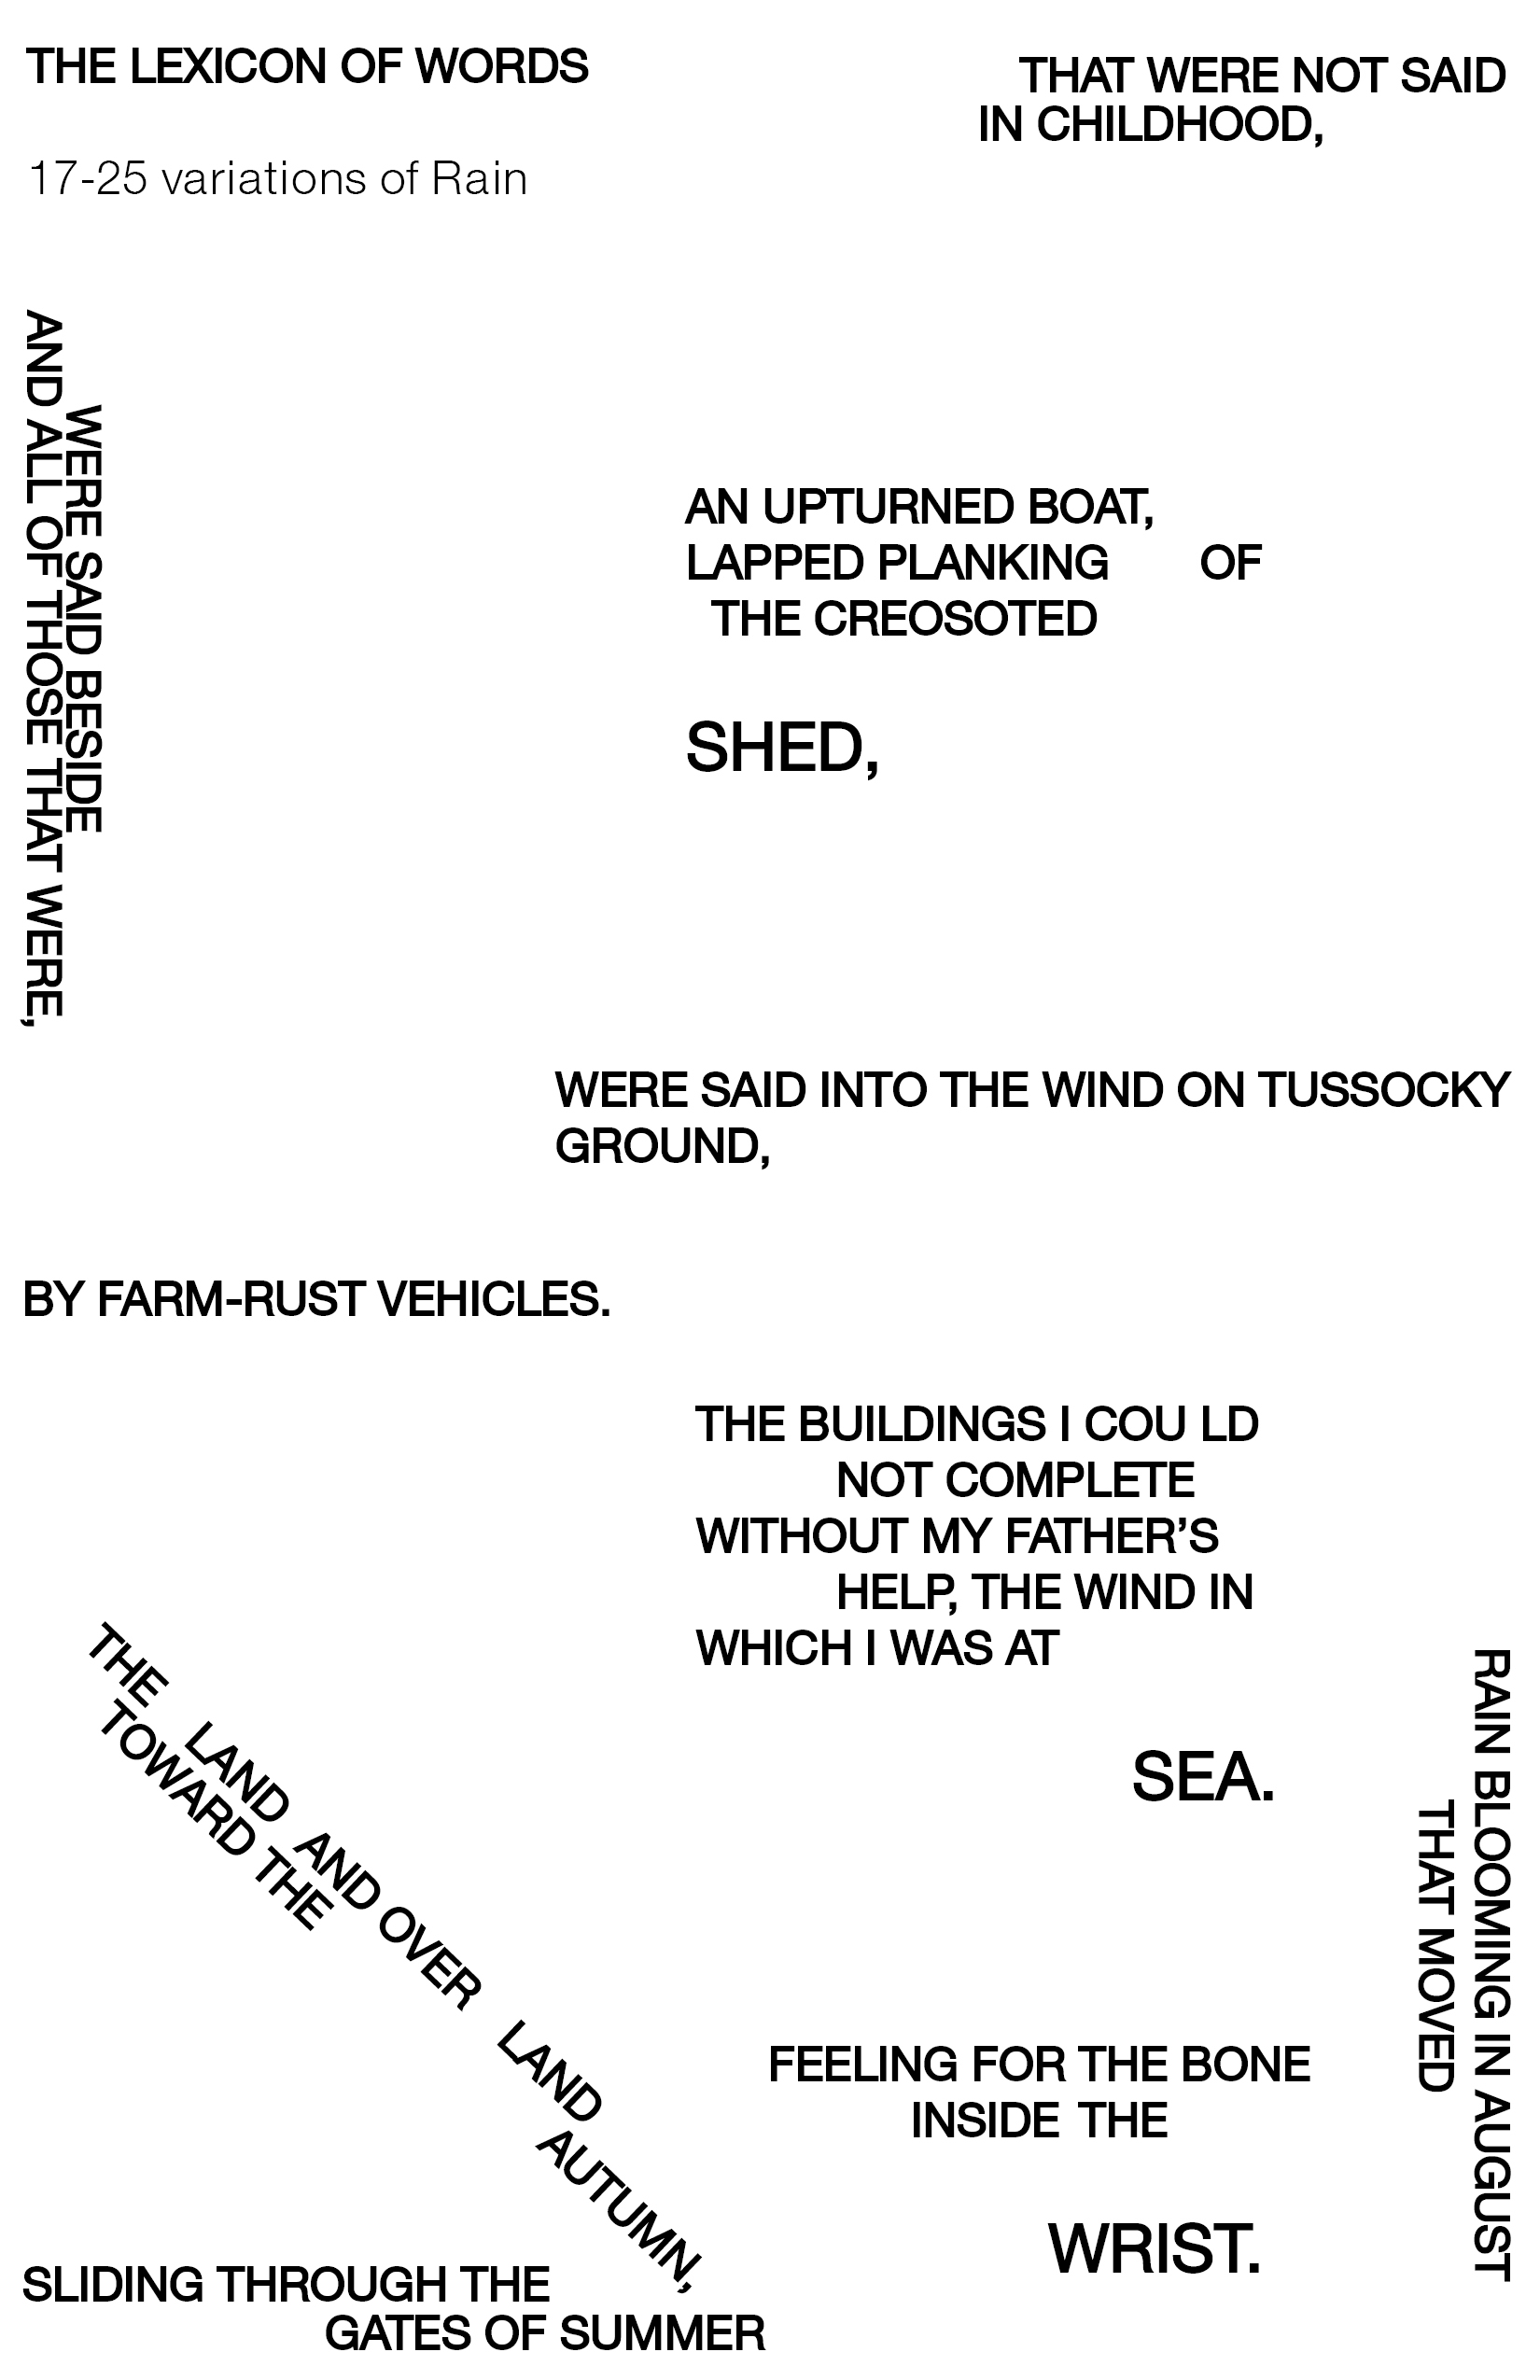 THE LEXICON OF WORDS
THAT WERE NOT SAID
IN CHILDHOOD,
17-25 variations of Rain
AND ALL OF THOSE THAT WERE,
WERE SAID BESIDE
AN UPTURNED BOAT,
LAPPED PLANKING OF
THE CREOSOTED
SHED,
WERE SAID INTO THE WIND ON TUSSOCKY
GROUND,
BY FARM-RUST VEHICLES.
THE BUILDINGS I COU LD
NOT COMPLETE
WITHOUT MY FATHER’S
HELP, THE WIND IN
WHICH I WAS AT
SEA.
RAIN BLOOMING IN AUGUST
THAT MOVED
THE LAND AND OVER LAND
TOWARD THE
AUTUMN,
SLIDING THROUGH THE
GATES OF SUMMER
FEELING FOR THE BONE
INSIDE THE
WRIST.